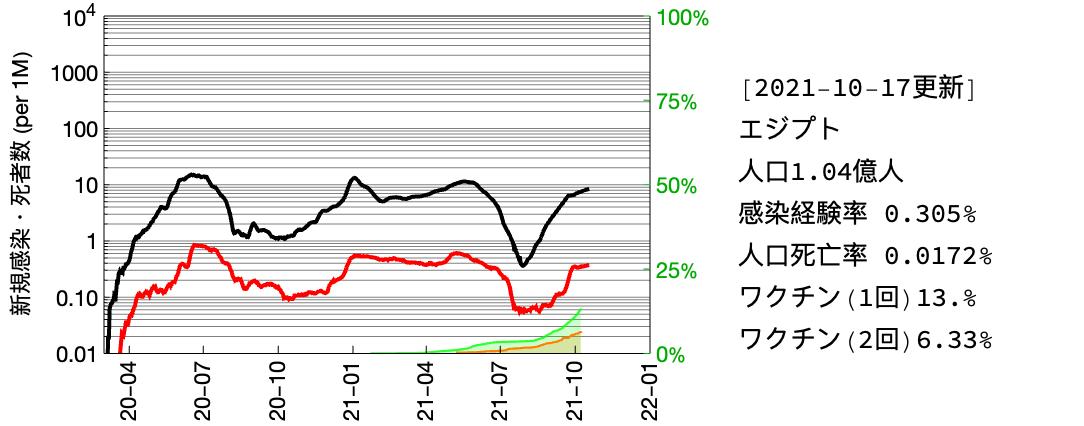 新規感染・死者数 (per 1M)
10^4
1000
100
10
1
0.10
0.01
100%
75%
50%
25%
0%
20-04
20-07
20-10
21-01
21-04
21-07
21-10
22-01
[2021-10-17更新]
エジプト
人口1.04億人
感染経験率 0.305%
人口死亡率 0.0172%
ワクチン(1回)13.%
ワクチン(2回)6.33%